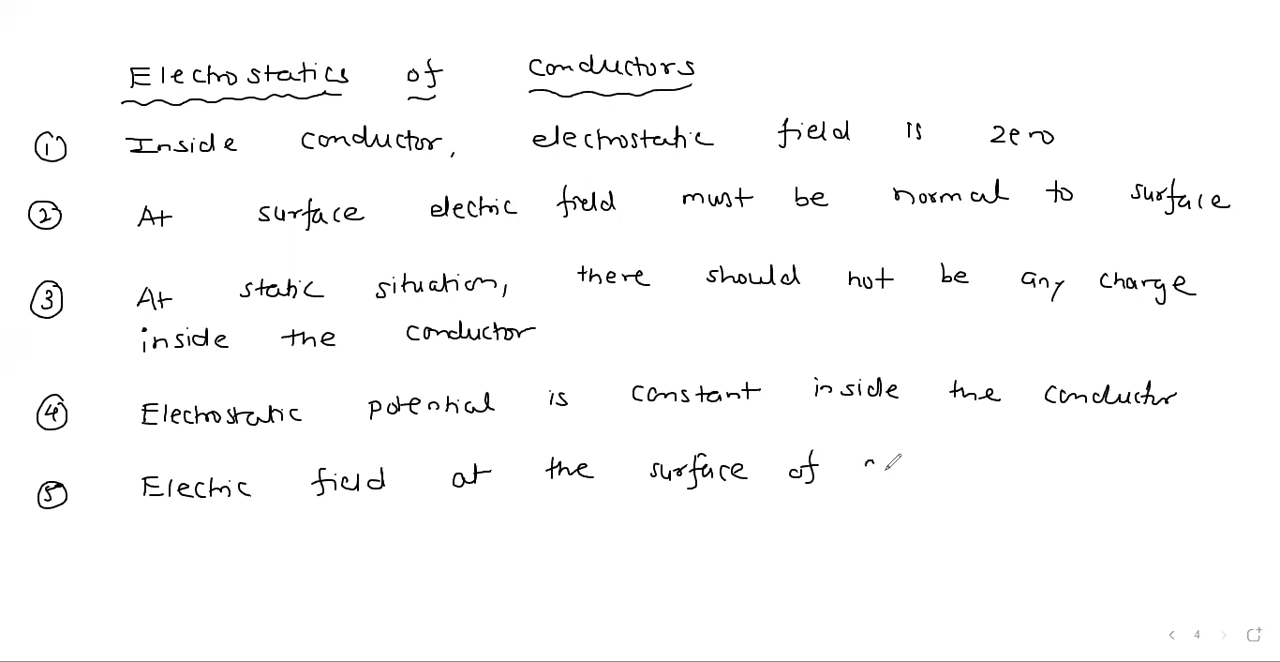 Electrostatics of conductors
① Inside conductor, electrostatic field is zero
② At surface electric field must be normal to surface
③ At static situation, there should not be any charge
inside the conductor
④ Electrostatic potential is constant inside the conductor
⑤ Electric field at the surface of
4